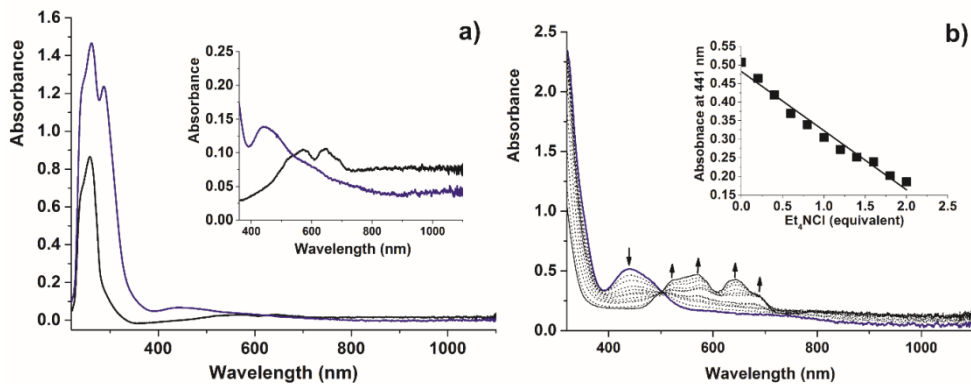 a)
Absorbance
1.6
1.4
1.2
1.0
0.8
0.6
0.4
0.2
0.0
400 600 800 1000
Wavelength (nm)
Absorbance
0.25
0.20
0.15
0.10
0.05
0.00
400 500 600 700 800 900 1000
Wavelength (nm)
b)
Absorbance
2.5
2.0
1.5
1.0
0.5
0.0
400 600 800 1000
Wavelength (nm)
Absobnace at 441 nm
0.55
0.50
0.45
0.40
0.35
0.30
0.25
0.20
0.15
0.0 0.5 1.0 1.5 2.0 2.5
Et4NCl (equivalent)